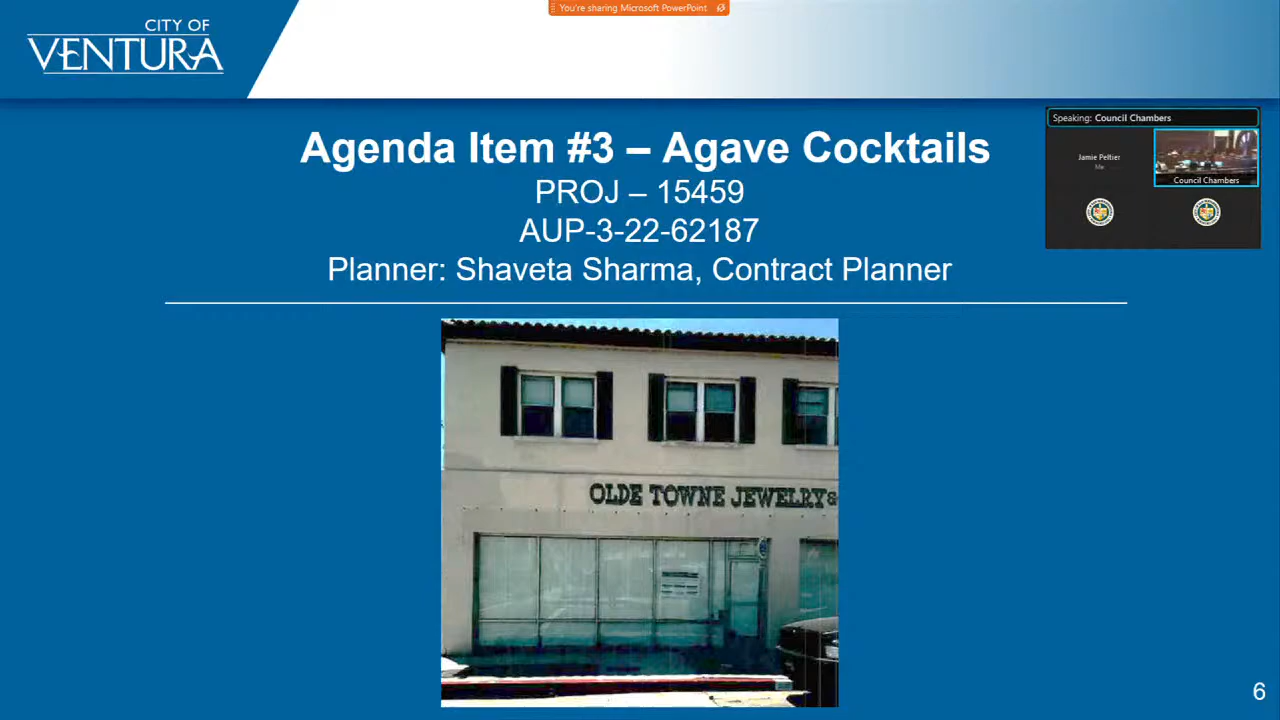 You're sharing Microsoft PowerPoint
CITY OF
VENTURA
Speaking: Council Chambers
Jamie Peltier
Me
Council Chambers
Agenda Item #3 – Agave Cocktails
PROJ – 15459
AUP-3-22-62187
Planner: Shaveta Sharma, Contract Planner
OLDE TOWNE JEWELRY&
6